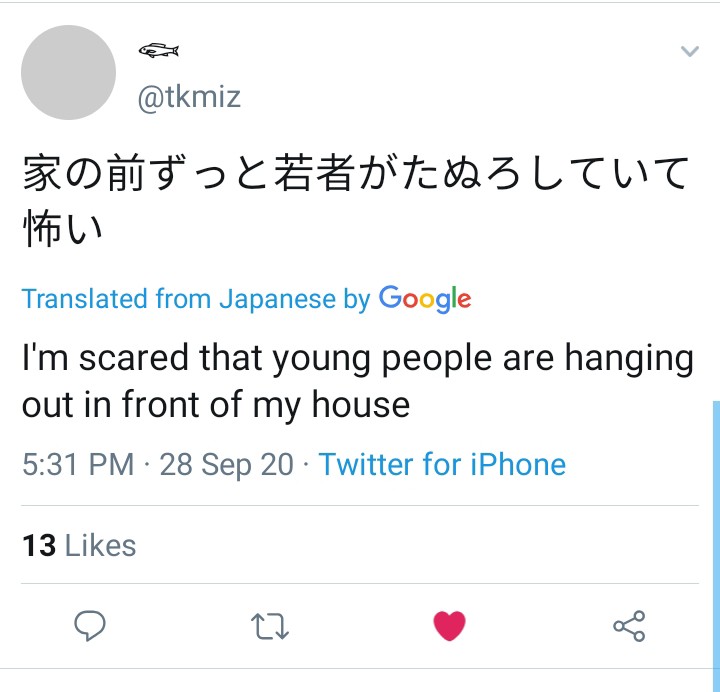 𓆟
@tkmiz
家の前ずっと若者がたぬろしていて
怖い
Translated from Japanese by Google
I'm scared that young people are hanging
out in front of my house
5:31 PM · 28 Sep 20 · Twitter for iPhone
13 Likes